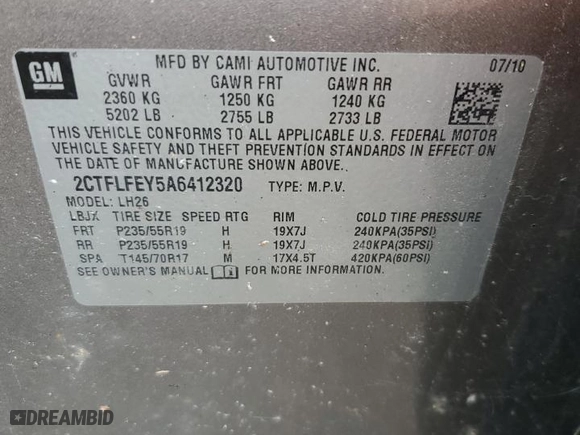 GM
MFD BY CAMI AUTOMOTIVE INC. 07/10
GVWR GAWR FRT GAWR RR
2360 KG 1250 KG 1240 KG
5202 LB 2755 LB 2733 LB
THIS VEHICLE CONFORMS TO ALL APPLICABLE U.S. FEDERAL MOTOR
VEHICLE SAFETY AND THEFT PREVENTION STANDARDS IN EFFECT ON
THE DATE OF MANUFACTURE SHOWN ABOVE.
2CTFLFEY5A6412320 TYPE: M.P.V.
MODEL: LH26
LBJX TIRE SIZE SPEED RTG RIM COLD TIRE PRESSURE
FRT P235/55R19 H 19X7J 240KPA(35PSI)
RR P235/55R19 H 19X7J 240KPA(35PSI)
SPA T145/70R17 M 17X4.5T 420KPA(60PSI)
SEE OWNER'S MANUAL FOR MORE INFORMATION.
DREAMBID